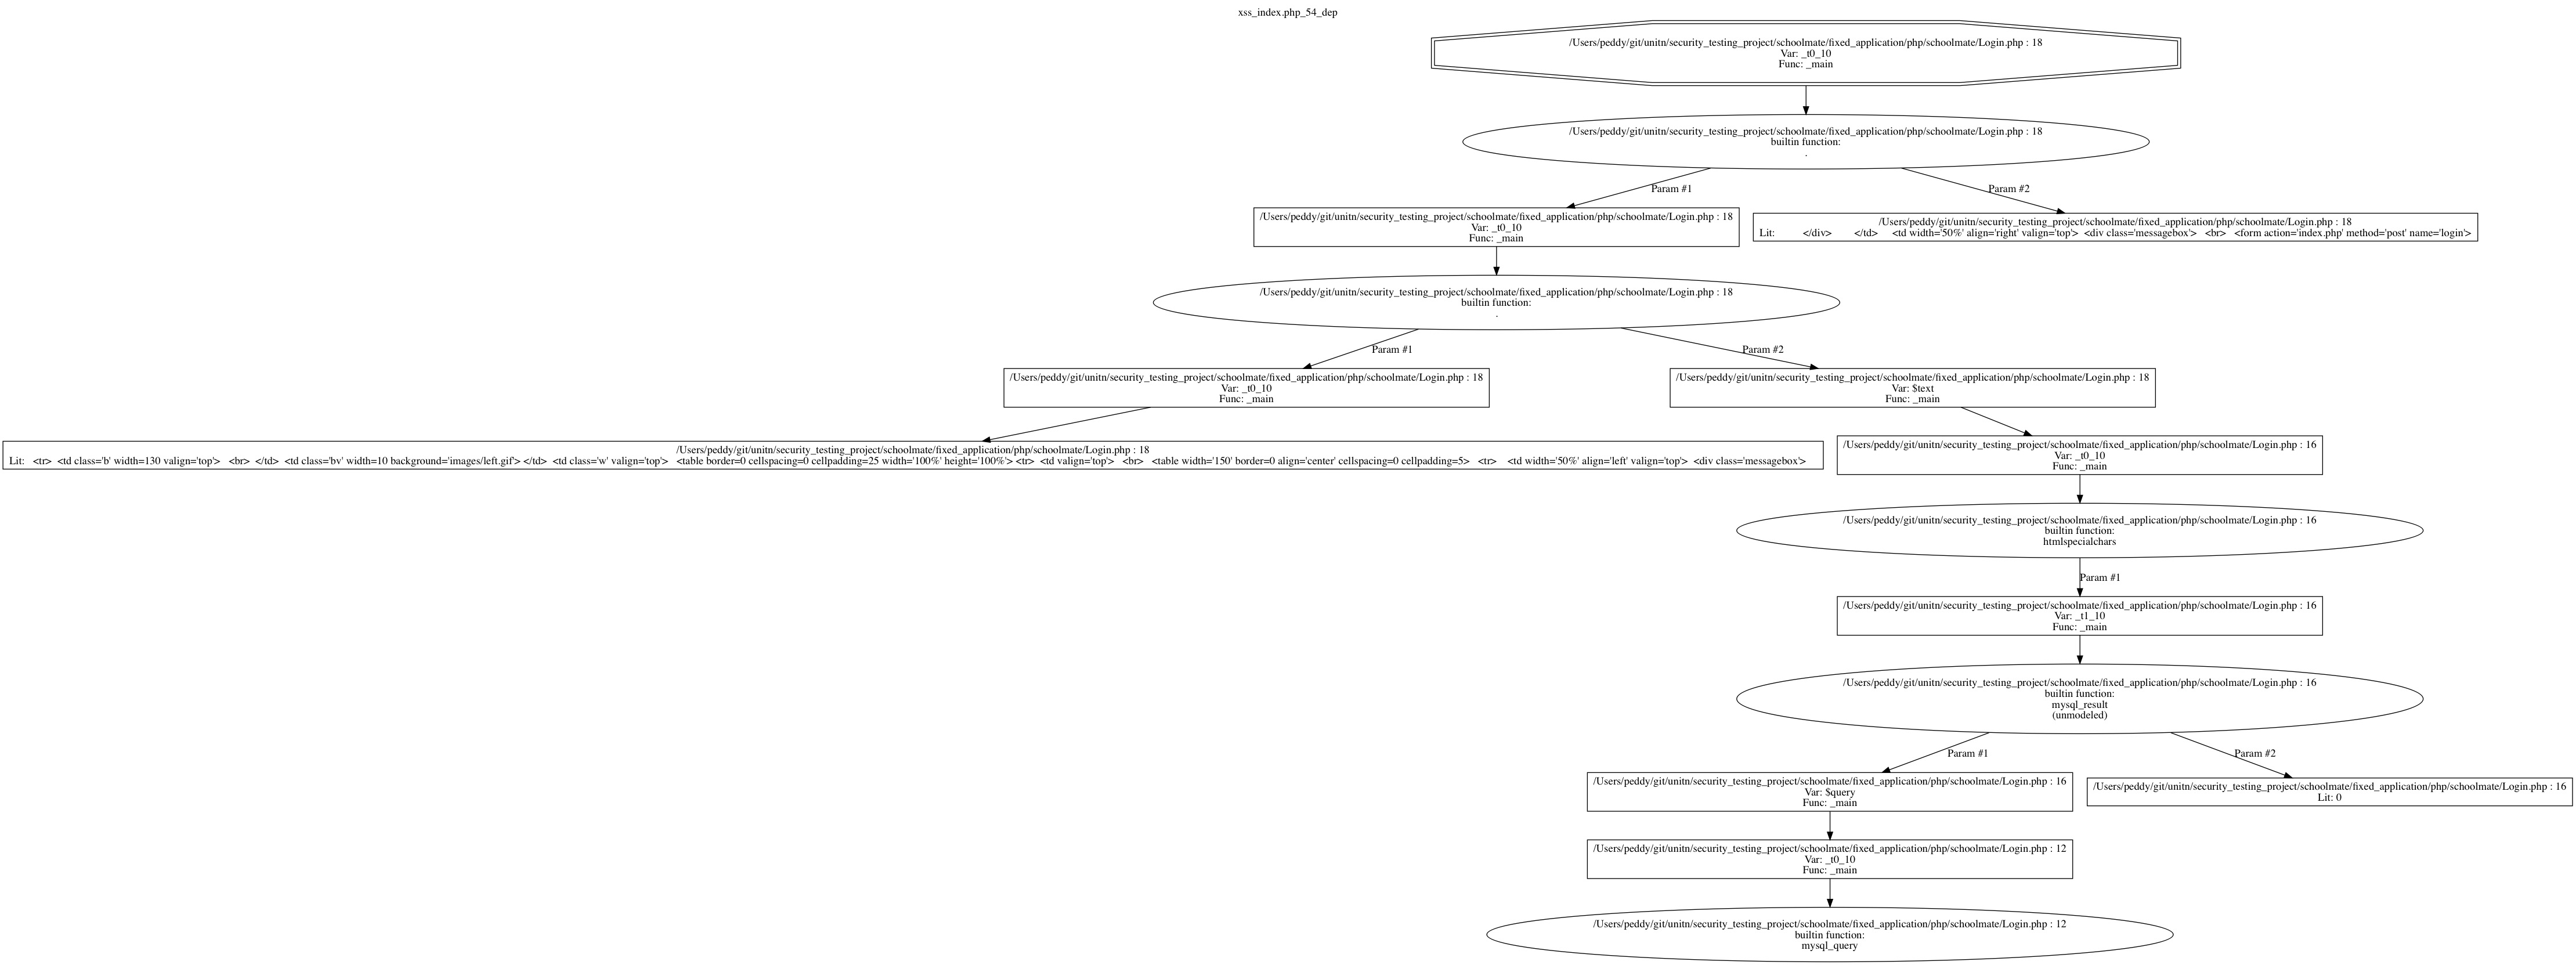 xss_index.php_54_dep
/Users/peddy/git/unitn/security_testing_project/schoolmate/fixed_application/php/schoolmate/Login.php : 18
Var: _t0_10
Func: _main
/Users/peddy/git/unitn/security_testing_project/schoolmate/fixed_application/php/schoolmate/Login.php : 18
builtin function:
.
Param #1
Param #2
/Users/peddy/git/unitn/security_testing_project/schoolmate/fixed_application/php/schoolmate/Login.php : 18
Var: _t0_10
Func: _main
/Users/peddy/git/unitn/security_testing_project/schoolmate/fixed_application/php/schoolmate/Login.php : 18
Lit: </div> </td> <td width='50%' align='right' valign='top'> <div class='messagebox'> <br> <form action='index.php' method='post' name='login'>
/Users/peddy/git/unitn/security_testing_project/schoolmate/fixed_application/php/schoolmate/Login.php : 18
builtin function:
.
Param #1
Param #2
/Users/peddy/git/unitn/security_testing_project/schoolmate/fixed_application/php/schoolmate/Login.php : 18
Var: _t0_10
Func: _main
/Users/peddy/git/unitn/security_testing_project/schoolmate/fixed_application/php/schoolmate/Login.php : 18
Var: $text
Func: _main
/Users/peddy/git/unitn/security_testing_project/schoolmate/fixed_application/php/schoolmate/Login.php : 18
Lit: <tr> <td class='b' width=130 valign='top'> <br> </td> <td class='bv' width=10 background='images/left.gif'> </td> <td class='w' valign='top'> <table border=0 cellspacing=0 cellpadding=25 width='100%' height='100%'> <tr> <td valign='top'> <br> <table width='150' border=0 align='center' cellspacing=0 cellpadding=5> <tr> <td width='50%' align='left' valign='top'> <div class='messagebox'>
/Users/peddy/git/unitn/security_testing_project/schoolmate/fixed_application/php/schoolmate/Login.php : 16
Var: _t0_10
Func: _main
/Users/peddy/git/unitn/security_testing_project/schoolmate/fixed_application/php/schoolmate/Login.php : 16
builtin function:
htmlspecialchars
Param #1
/Users/peddy/git/unitn/security_testing_project/schoolmate/fixed_application/php/schoolmate/Login.php : 16
Var: _t1_10
Func: _main
/Users/peddy/git/unitn/security_testing_project/schoolmate/fixed_application/php/schoolmate/Login.php : 16
builtin function:
mysql_result
(unmodeled)
Param #1
Param #2
/Users/peddy/git/unitn/security_testing_project/schoolmate/fixed_application/php/schoolmate/Login.php : 16
Var: $query
Func: _main
/Users/peddy/git/unitn/security_testing_project/schoolmate/fixed_application/php/schoolmate/Login.php : 16
Lit: 0
/Users/peddy/git/unitn/security_testing_project/schoolmate/fixed_application/php/schoolmate/Login.php : 12
Var: _t0_10
Func: _main
/Users/peddy/git/unitn/security_testing_project/schoolmate/fixed_application/php/schoolmate/Login.php : 12
builtin function:
mysql_query